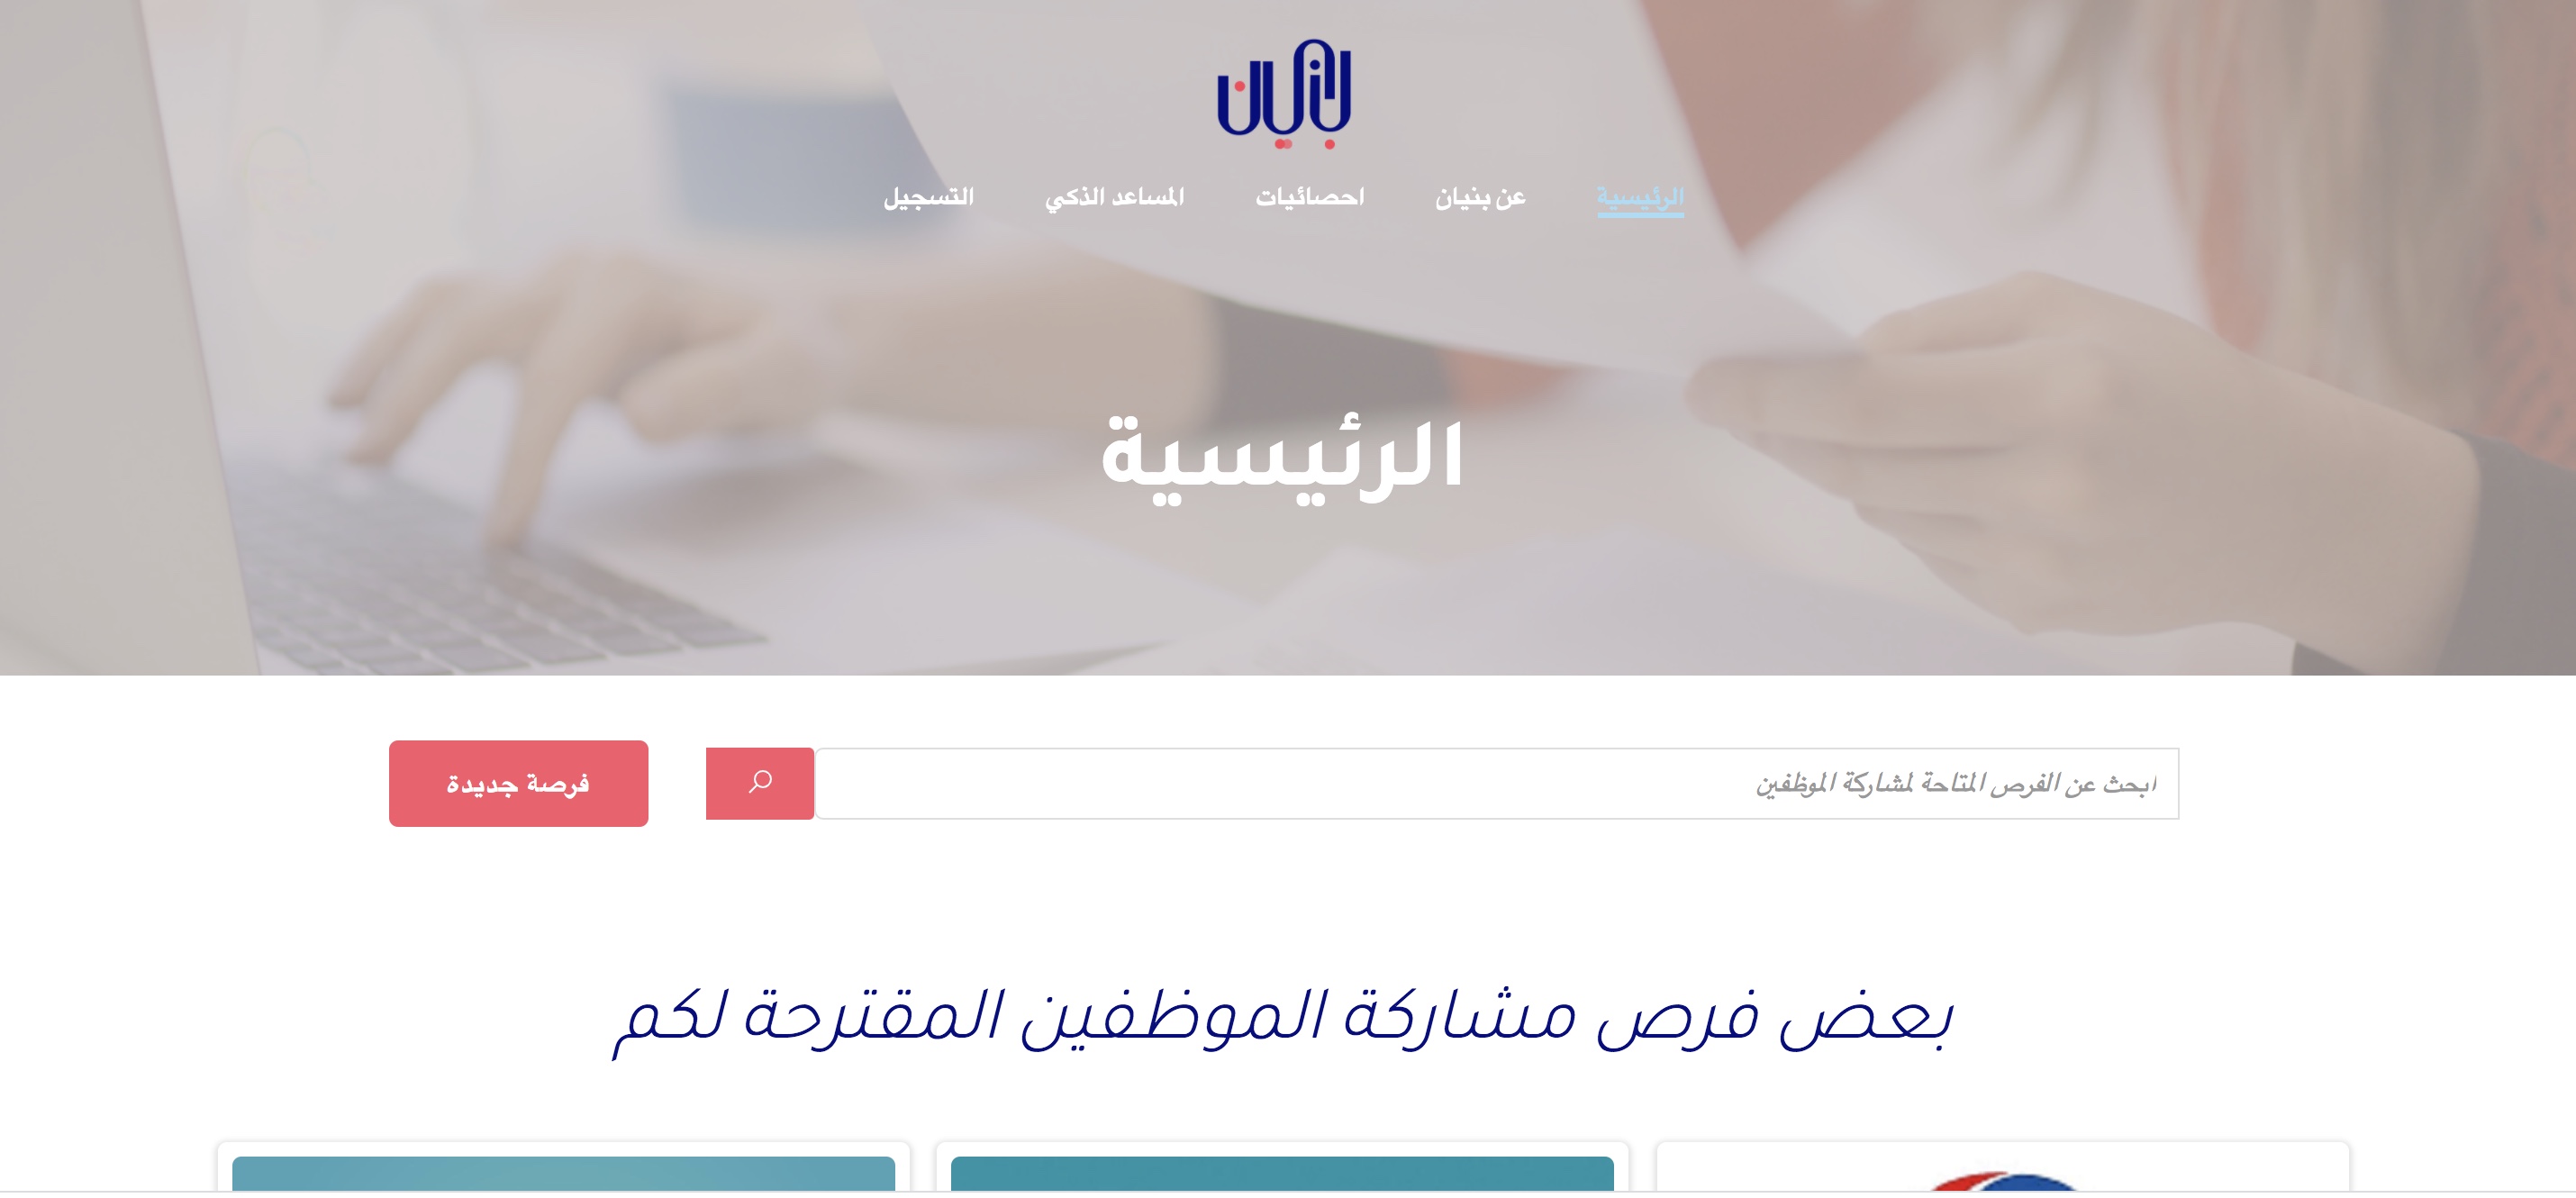 بنيان
الرئيسية
عن بنيان
احصائيات
المساعد الذكي
التسجيل
الرئيسية
ابحث عن الفرص المتاحة لمشاركة الموظفين
فرصة جديدة
بعض فرص مشاركة الموظفين المقترحة لكم